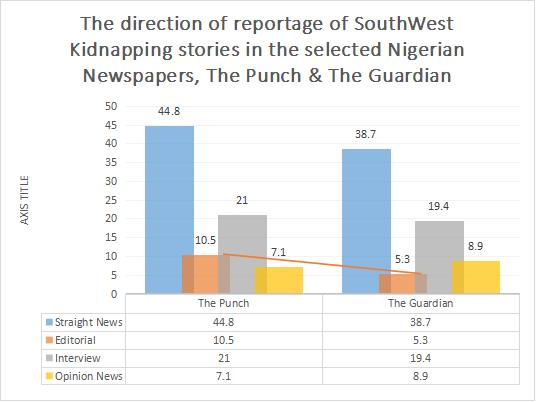 The direction of reportage of SouthWest
Kidnapping stories in the selected Nigerian
Newspapers, The Punch & The Guardian
AXIS TITLE
50
45
40
35
30
25
20
15
10
5
0
44.8
10.5
21
7.1
38.7
5.3
19.4
8.9
The Punch The Guardian
Straight News 44.8 38.7
Editorial 10.5 5.3
Interview 21 19.4
Opinion News 7.1 8.9